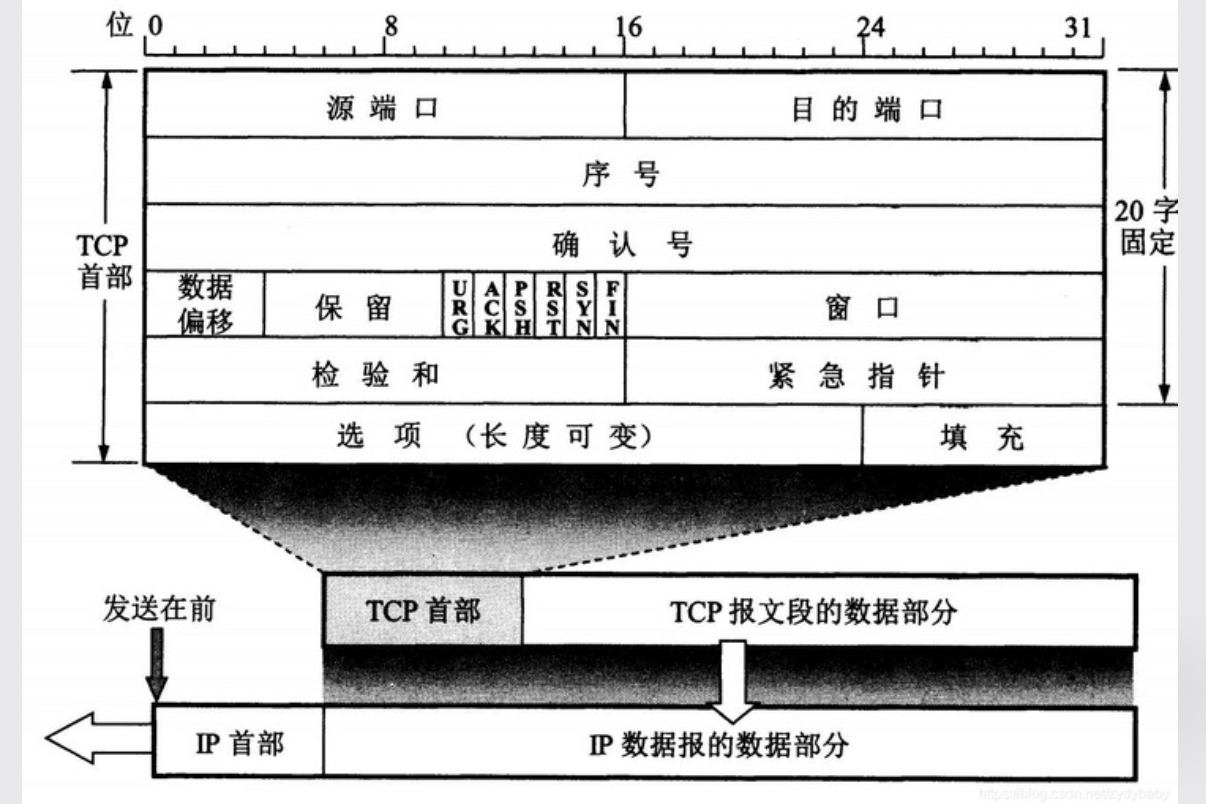 位 0 8 16 24 31
源端口 目的端口
序号
确认号
TCP
首部
20 字
固定
数据
偏移
保留
URG
ACK
PSH
RST
SYN
FIN
窗口
检验和 紧急指针
选项 （长度可变） 填充
发送在前
TCP 首部 TCP 报文段的数据部分
IP 首部 IP 数据报的数据部分
https://blog.csdn.net/zydybaby